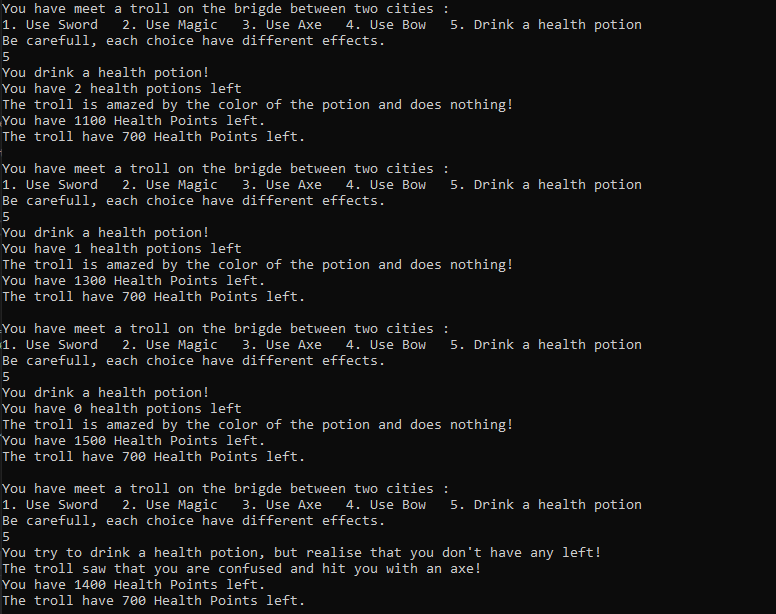 You have meet a troll on the brigde between two cities :
1. Use Sword   2. Use Magic   3. Use Axe   4. Use Bow   5. Drink a health potion
Be carefull, each choice have different effects.
5
You drink a health potion!
You have 2 health potions left
The troll is amazed by the color of the potion and does nothing!
You have 1100 Health Points left.
The troll have 700 Health Points left.

You have meet a troll on the brigde between two cities :
1. Use Sword   2. Use Magic   3. Use Axe   4. Use Bow   5. Drink a health potion
Be carefull, each choice have different effects.
5
You drink a health potion!
You have 1 health potions left
The troll is amazed by the color of the potion and does nothing!
You have 1300 Health Points left.
The troll have 700 Health Points left.

You have meet a troll on the brigde between two cities :
1. Use Sword   2. Use Magic   3. Use Axe   4. Use Bow   5. Drink a health potion
Be carefull, each choice have different effects.
5
You drink a health potion!
You have 0 health potions left
The troll is amazed by the color of the potion and does nothing!
You have 1500 Health Points left.
The troll have 700 Health Points left.

You have meet a troll on the brigde between two cities :
1. Use Sword   2. Use Magic   3. Use Axe   4. Use Bow   5. Drink a health potion
Be carefull, each choice have different effects.
5
You try to drink a health potion, but realise that you don't have any left!
The troll saw that you are confused and hit you with an axe!
You have 1400 Health Points left.
The troll have 700 Health Points left.